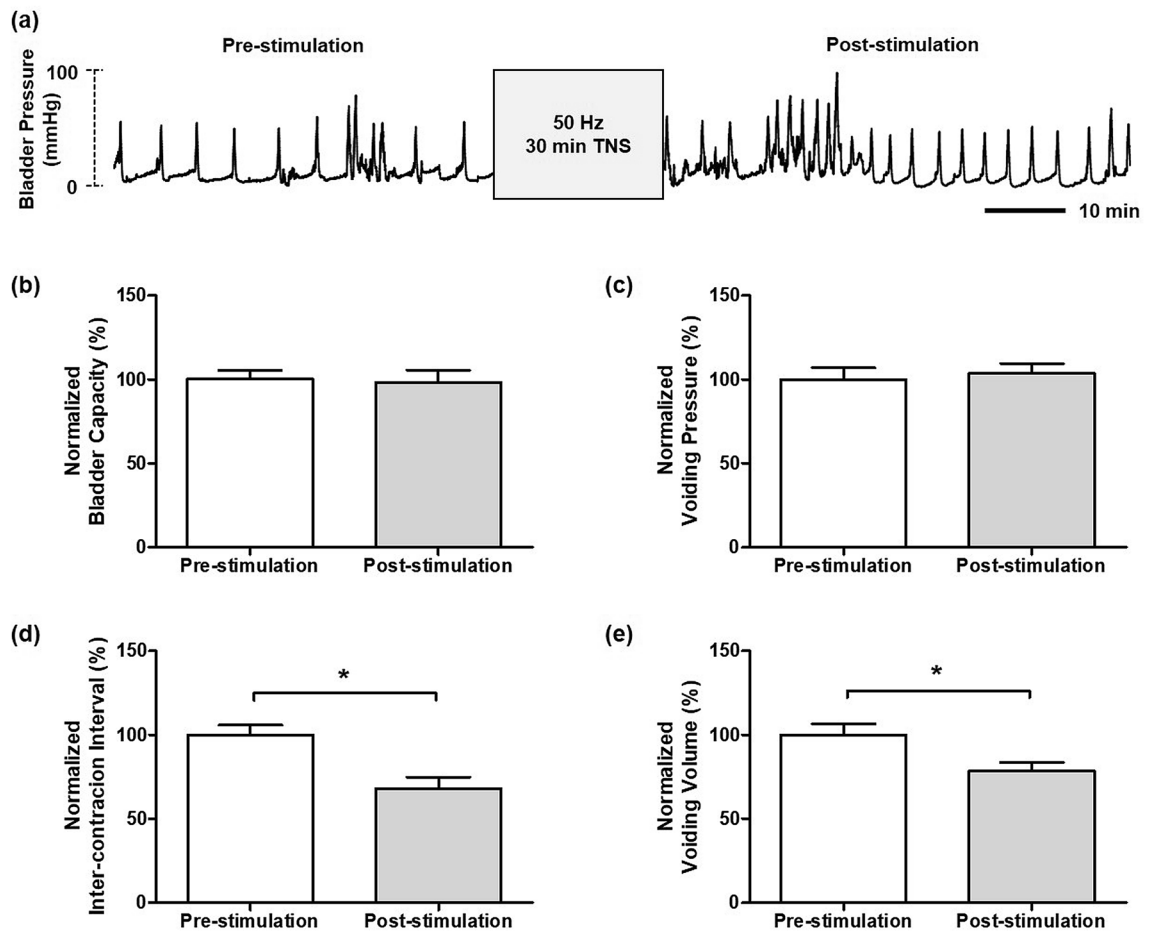 (a)
Pre-stimulation
Post-stimulation
Bladder Pressure
(mmHg)
100
0
50 Hz
30 min TNS
10 min
(b)
Normalized
Bladder Capacity (%)
150
100
50
0
Pre-stimulation
Post-stimulation
(c)
Normalized
Voiding Pressure (%)
150
100
50
0
Pre-stimulation
Post-stimulation
(d)
Normalized
Inter-contracion Interval (%)
150
100
50
0
*
Pre-stimulation
Post-stimulation
(e)
Normalized
Voiding Volume (%)
150
100
50
0
*
Pre-stimulation
Post-stimulation